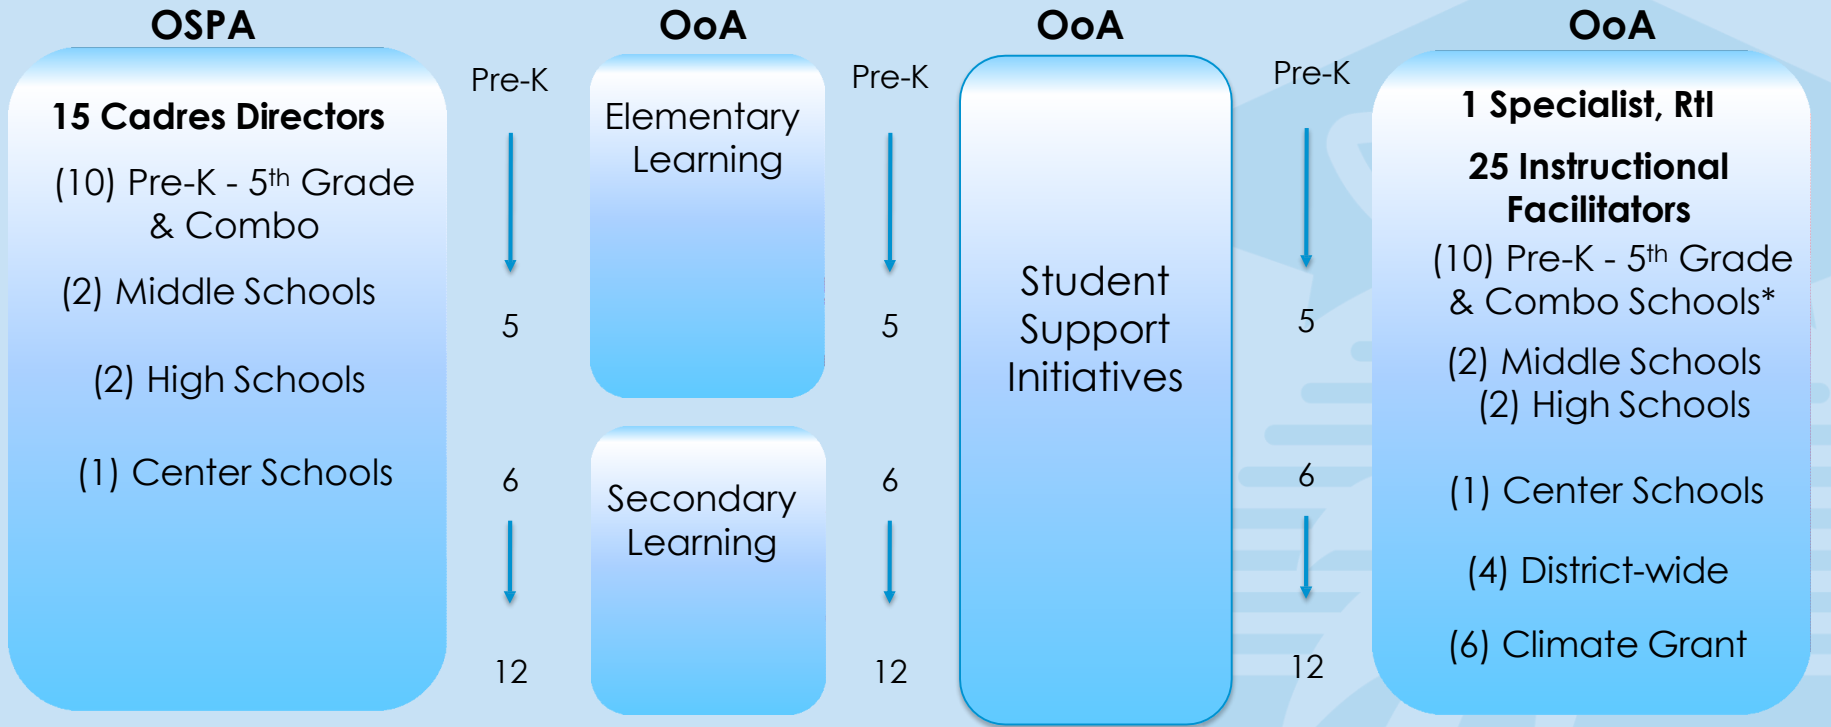 OSPA
15 Cadres Directors
(10) Pre-K - 5th Grade
& Combo
(2) Middle Schools
(2) High Schools
(1) Center Schools
Pre-K
5
6
12
OoA
Elementary
Learning
Secondary
Learning
Pre-K
5
6
12
OoA
Student
Support
Initiatives
Pre-K
5
6
12
OoA
1 Specialist, RtI
25 Instructional
Facilitators
(10) Pre-K - 5th Grade
& Combo Schools*
(2) Middle Schools
(2) High Schools
(1) Center Schools
(4) District-wide
(6) Climate Grant